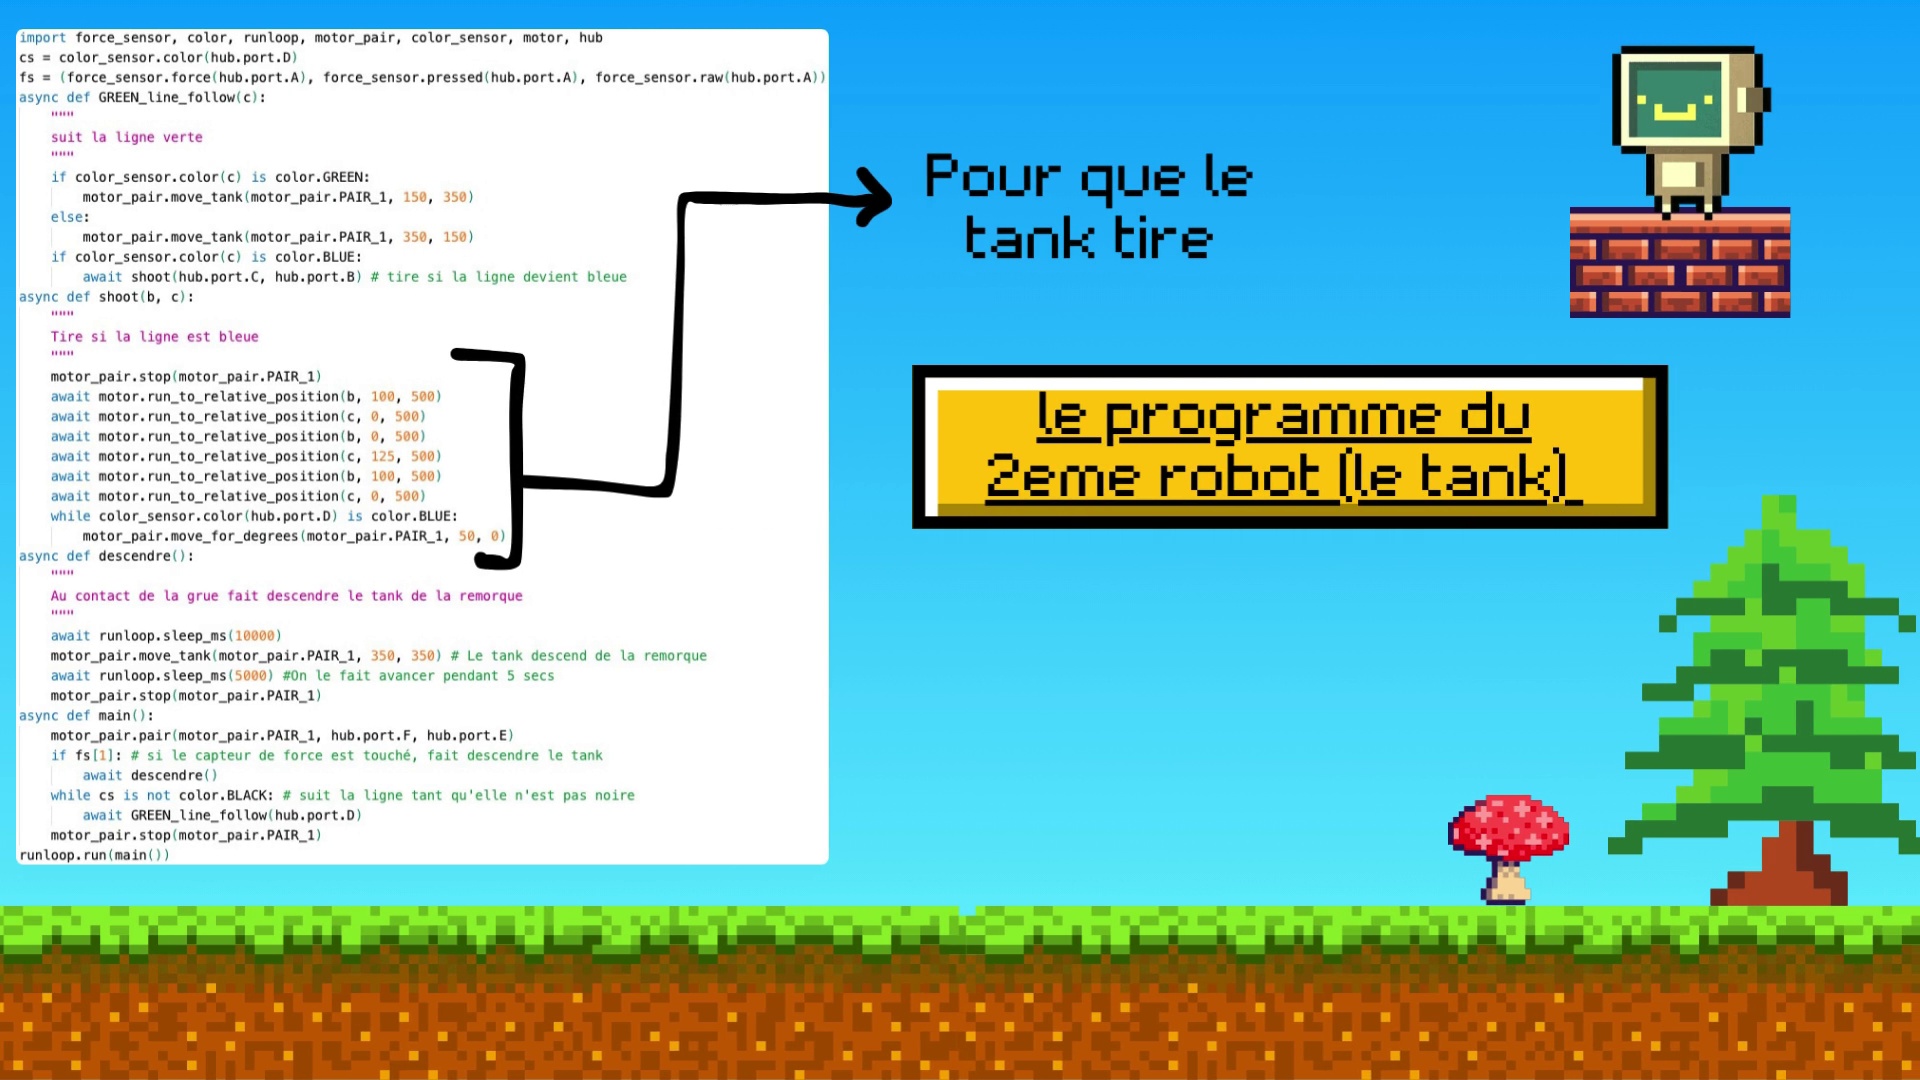 import force_sensor, color, runloop, motor_pair, color_sensor, motor, hub
cs = color_sensor.color(hub.port.D)
fs = (force_sensor.force(hub.port.A), force_sensor.pressed(hub.port.A), force_sensor.raw(hub.port.A))
async def GREEN_line_follow(c):
    """
    suit la ligne verte
    """
    if color_sensor.color(c) is color.GREEN:
        motor_pair.move_tank(motor_pair.PAIR_1, 150, 350)
    else:
        motor_pair.move_tank(motor_pair.PAIR_1, 350, 150)
    if color_sensor.color(c) is color.BLUE:
        await shoot(hub.port.C, hub.port.B) # tire si la ligne devient bleue
async def shoot(b, c):
    """
    Tire si la ligne est bleue
    """
    motor_pair.stop(motor_pair.PAIR_1)
    await motor.run_to_relative_position(b, 100, 500)
    await motor.run_to_relative_position(c, 0, 500)
    await motor.run_to_relative_position(b, 0, 500)
    await motor.run_to_relative_position(c, 125, 500)
    await motor.run_to_relative_position(b, 100, 500)
    await motor.run_to_relative_position(c, 0, 500)
    while color_sensor.color(hub.port.D) is color.BLUE:
        motor_pair.move_for_degrees(motor_pair.PAIR_1, 50, 0)
async def descendre():
    """
    Au contact de la grue fait descendre le tank de la remorque
    """
    await runloop.sleep_ms(10000)
    motor_pair.move_tank(motor_pair.PAIR_1, 350, 350) # Le tank descend de la remorque
    await runloop.sleep_ms(5000) #On le fait avancer pendant 5 secs
    motor_pair.stop(motor_pair.PAIR_1)
async def main():
    motor_pair.pair(motor_pair.PAIR_1, hub.port.F, hub.port.E)
    if fs[1]: # si le capteur de force est touché, fait descendre le tank
        await descendre()
    while cs is not color.BLACK: # suit la ligne tant qu'elle n'est pas noire
        await GREEN_line_follow(hub.port.D)
    motor_pair.stop(motor_pair.PAIR_1)
runloop.run(main())
Pour que le
tank tire
le programme du
2eme robot (le tank)